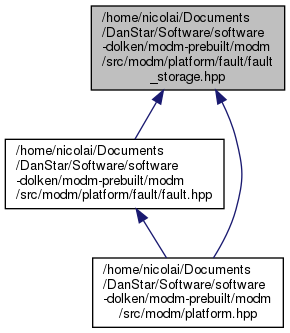 /home/nicolai/Documents
/DanStar/Software/software
-dolken/modm-prebuilt/modm
/src/modm/platform/fault/fault
_storage.hpp
/home/nicolai/Documents
/DanStar/Software/software
-dolken/modm-prebuilt/modm
/src/modm/platform/fault/fault.hpp
/home/nicolai/Documents
/DanStar/Software/software
-dolken/modm-prebuilt/modm
/src/modm/platform.hpp